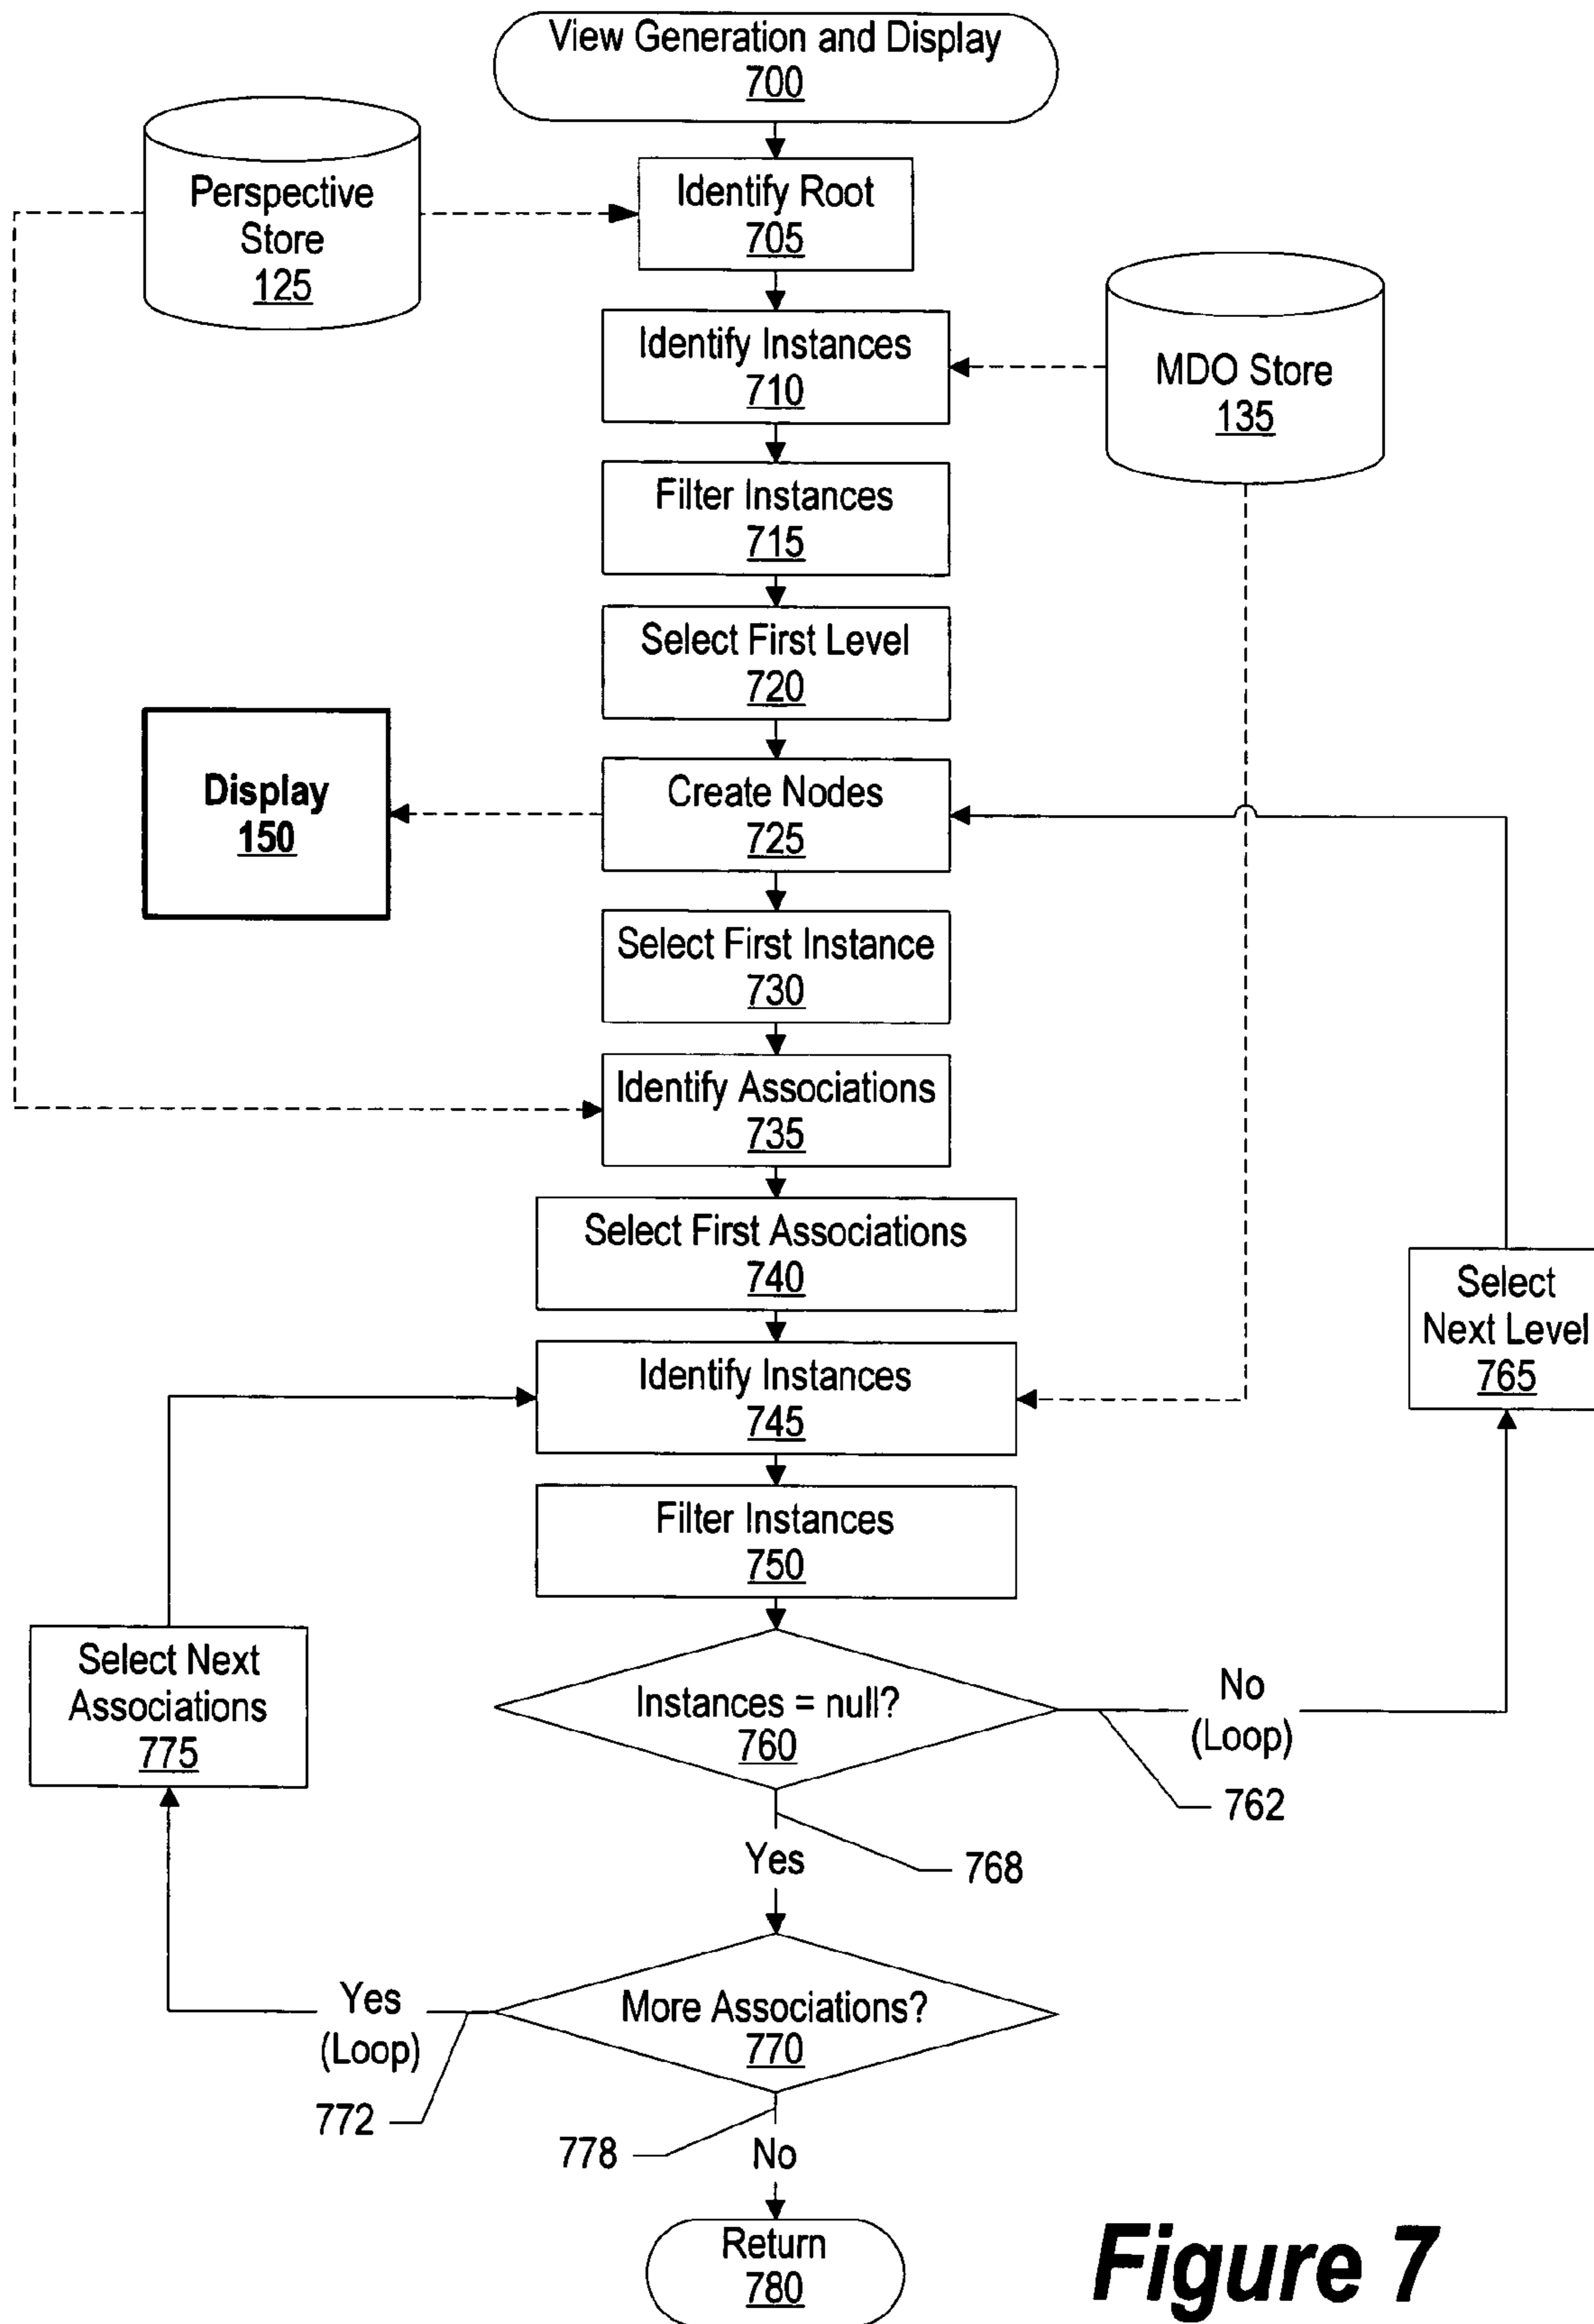 View Generation and Display
700
Perspective
Store
125
Identify Root
705
Identify Instances
710
MDO Store
135
Filter Instances
715
Select First Level
720
Display
150
Create Nodes
725
Select First Instance
730
Identify Associations
735
Select First Associations
740
Select
Next Level
765
Identify Instances
745
Filter Instances
750
Select Next
Associations
775
Instances = null?
760
No
(Loop)
762
768
Yes
More Associations?
770
Yes
(Loop)
772
778
No
Return
780
Figure 7